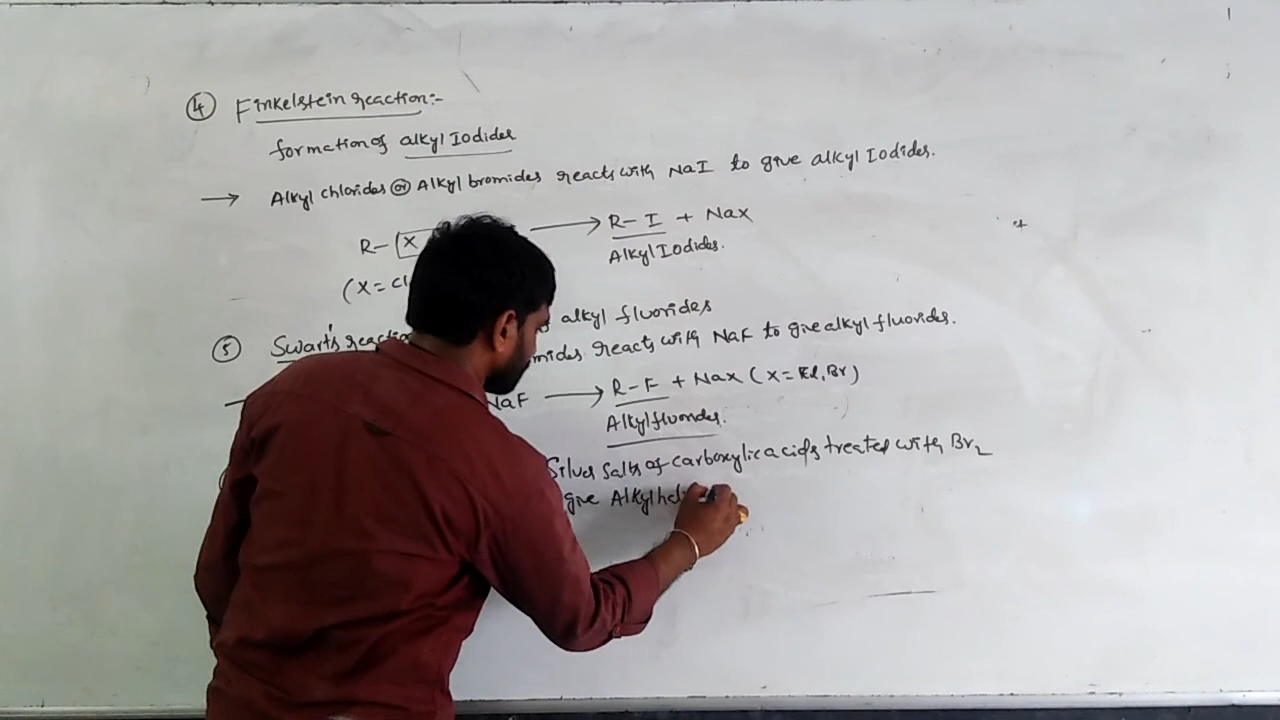 ④ Finkelstein reaction:-
formation of alkyl Iodides
→ Alkyl chlorides or Alkyl bromides reacts with NaI to give alkyl Iodides.
R- X → R- I + Nax
Alkyl Iodides.
(X= Cl
⑤ Swart's reaction alkyl fluorides
mides reacts with NaF to give alkyl fluorides.
NaF → R-F + Nax (X= Cl, Br)
Alkyl fluorides.
Silver Salts of carboxylic acids treated with Br2
give Alkyl